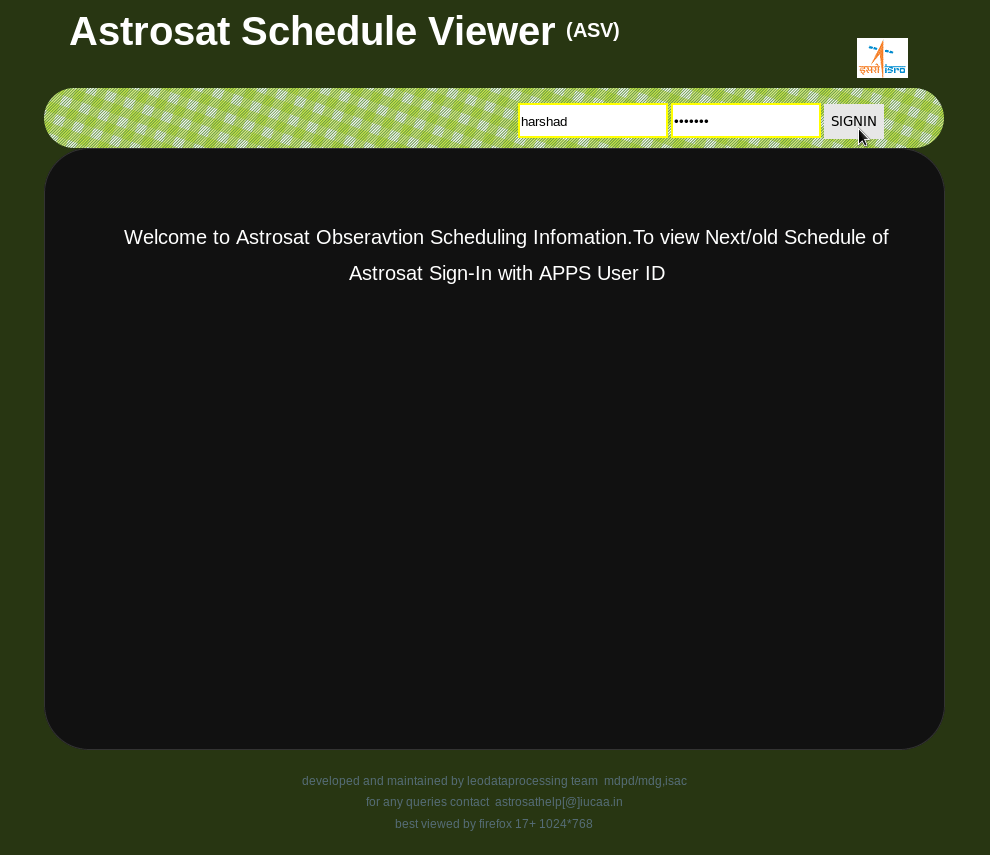 Astrosat Schedule Viewer (ASV)
इसरो isro
harshad ••••••• SIGNIN
Welcome to Astrosat Obseravtion Scheduling Infomation.To view Next/old Schedule of
Astrosat Sign-In with APPS User ID
developed and maintained by leodataprocessing team mdpd/mdg,isac
for any queries contact astrosathelp[@]iucaa.in
best viewed by firefox 17+ 1024*768